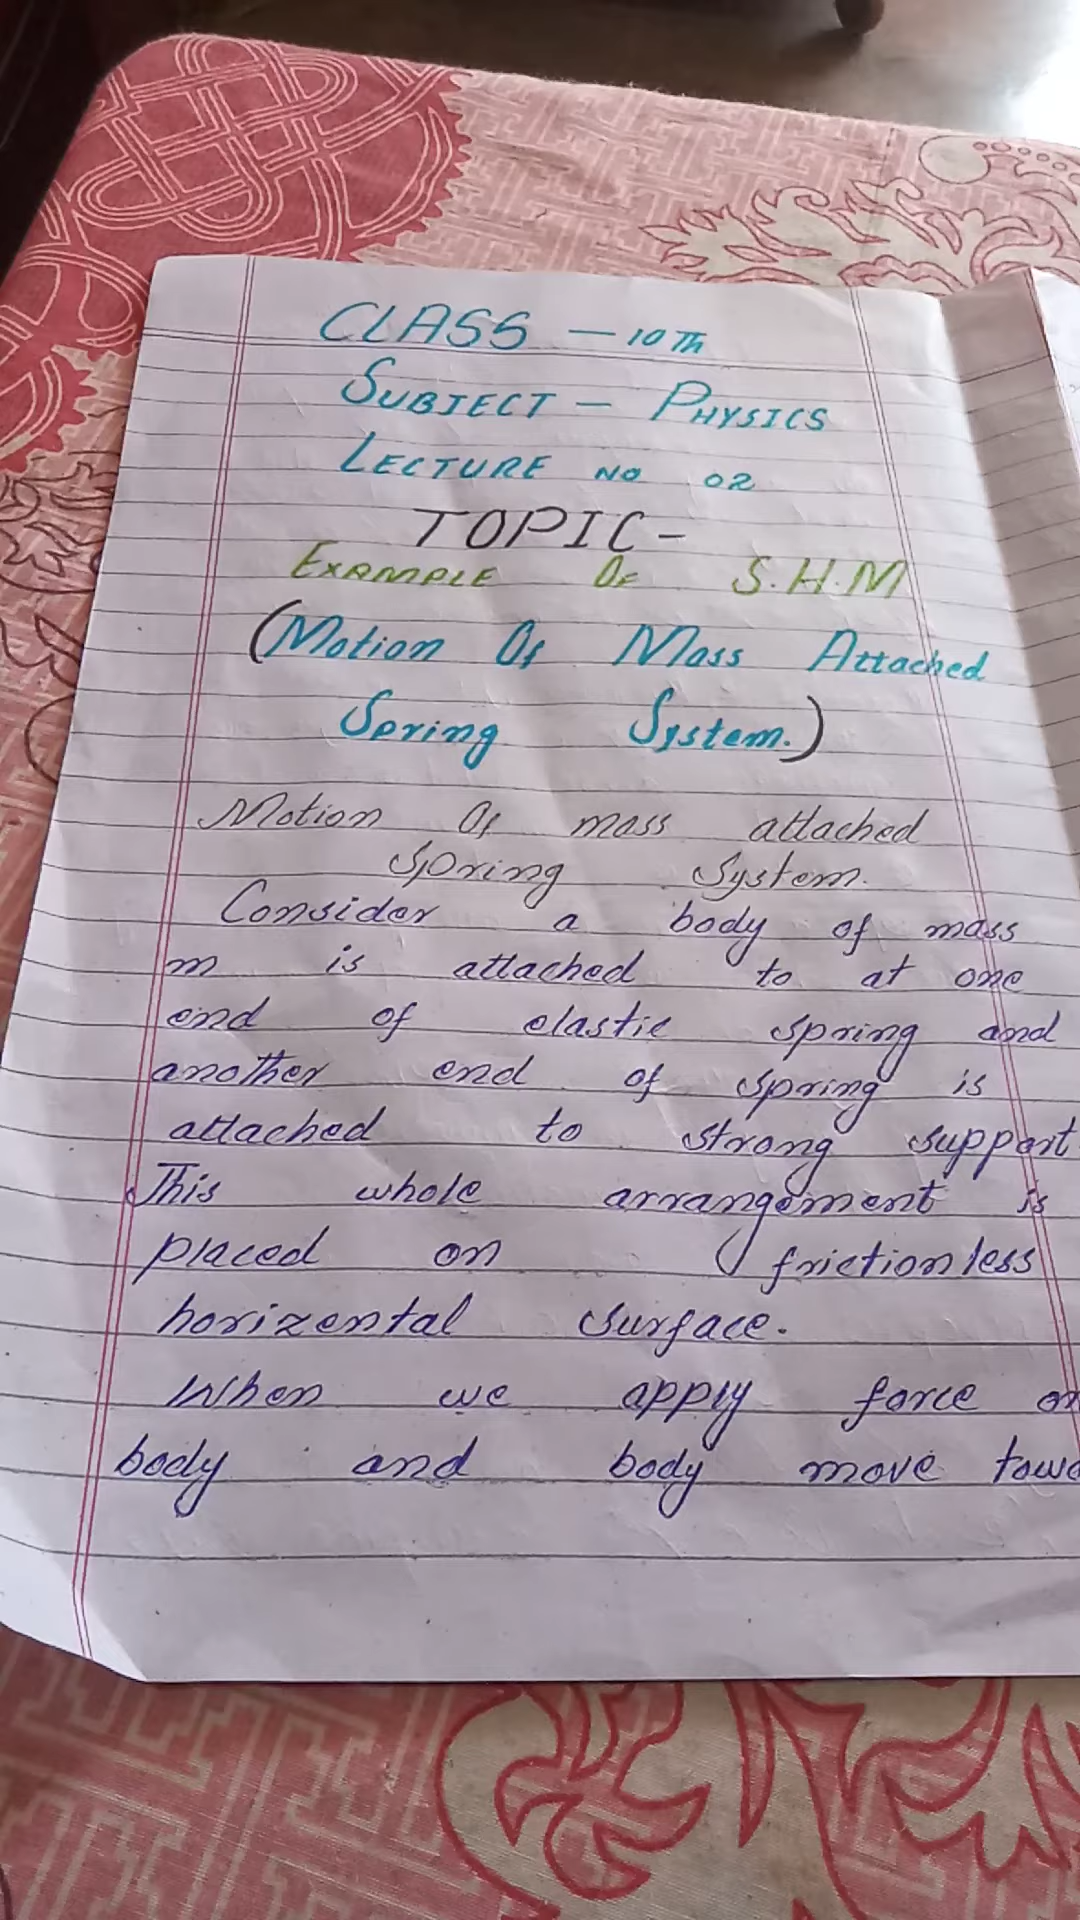 CLASS — 10Th
SUBJECT — PHYSICS
LECTURE NO 02
TOPIC-
EXAMPLE OF S.H.M
(Motion Of Mass Attached
Spring System.)
Motion Of mass attached
Spring System.
Consider a body of mass
m is attached to at one
end of elastic spring and
another end of spring is
attached to strong support
This whole arrangement is
placed on frictionless
horizental surface.
When we apply force on
body and body move